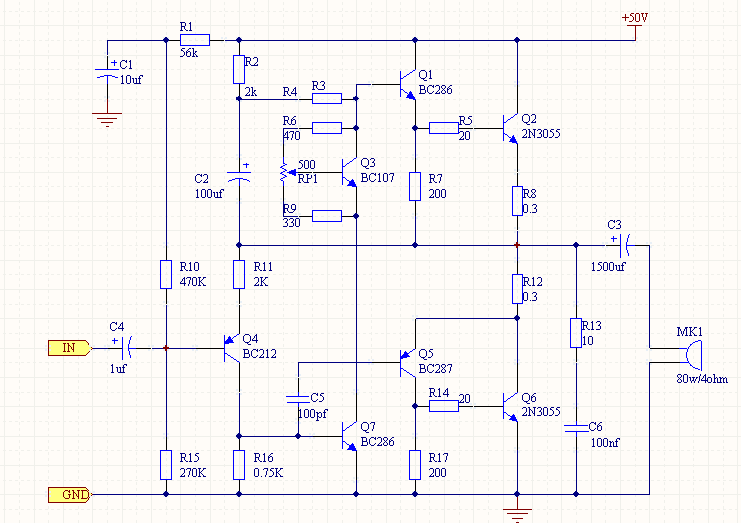 +50V
R1
56k
C1
10uf
R2
2k
R4
R3
Q1
BC286
R6
470
R5
20
Q2
2N3055
C2
100uf
500
RP1
Q3
BC107
R7
200
R8
0.3
R9
330
C3
1500uf
R10
470K
R11
2K
R12
0.3
R13
10
MK1
80w/4ohm
C4
1uf
IN
Q4
BC212
Q5
BC287
C5
100pf
R14
20
Q6
2N3055
Q7
BC286
C6
100nf
R15
270K
R16
0.75K
R17
200
GND